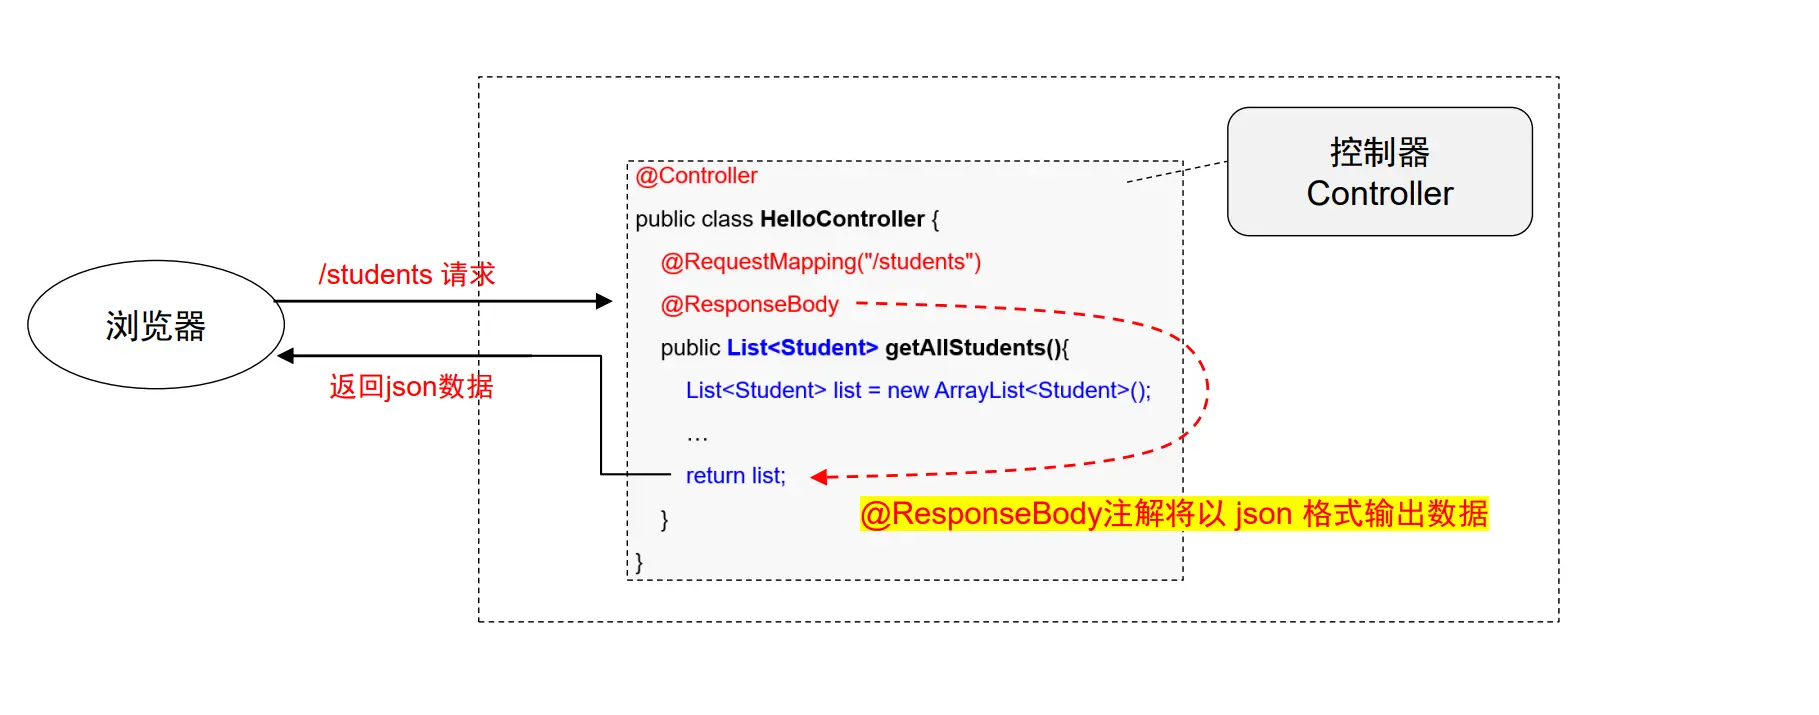 控制器
Controller
@Controller
public class HelloController {
@RequestMapping("/students")
/students 请求
@ResponseBody
浏览器
public List<Student> getAllStudents(){
返回json数据
List<Student> list = new ArrayList<Student>();
...
return list;
@ResponseBody注解将以 json 格式输出数据
}
}